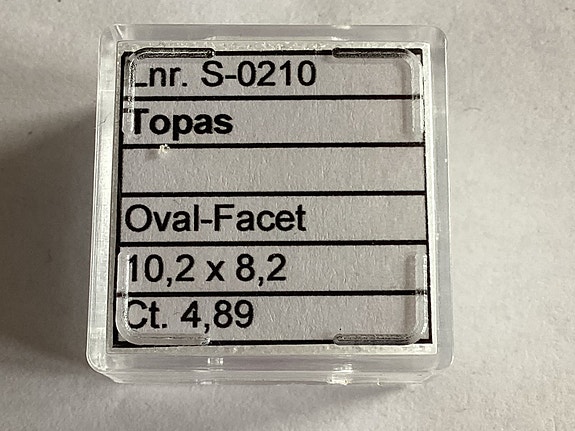 Lnr. S-0210
Topas
Oval-Facet
10,2 x 8,2
Ct. 4,89